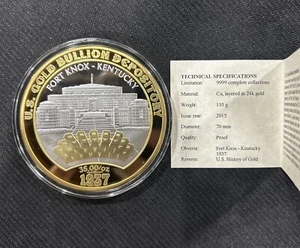 U.S. GOLD BULLION DEPOSITORY
FORT KNOX - KENTUCKY
35,00/oz
1937
TECHNICAL SPECIFICATIONS
Limitation: 9999 complete collections
Material: Cu, layered in 24k gold
Weight: 110 g
Issue year: 2015
Diameter: 70 mm
Quality: Proof
Obverse: Fort Knox - Kentucky
1937
Reverse: U.S. History of Gold